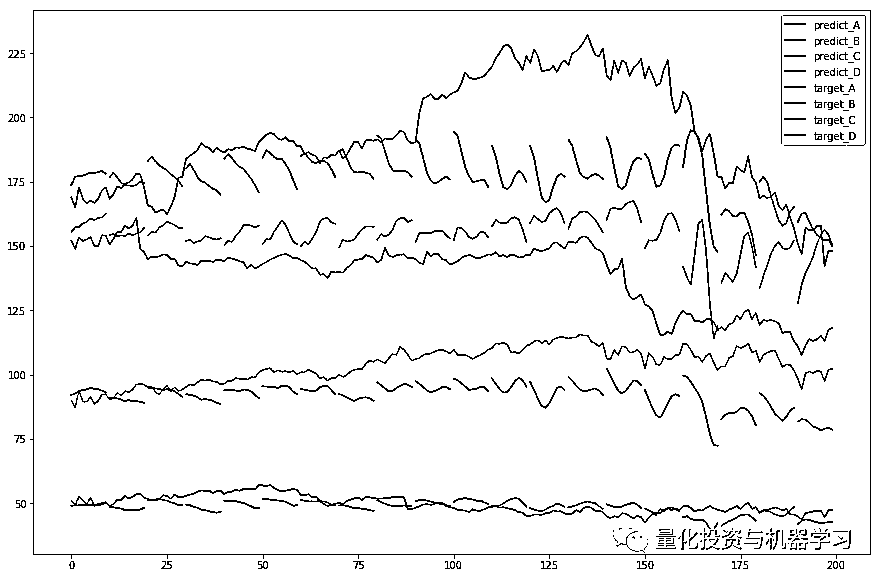 225
200
175
150
125
100
75
50
predict_A
predict_B
predict_C
predict_D
target_A
target_B
target_C
target_D
量化投资与机器学习
0
25
50
75
100
125
150
175
200